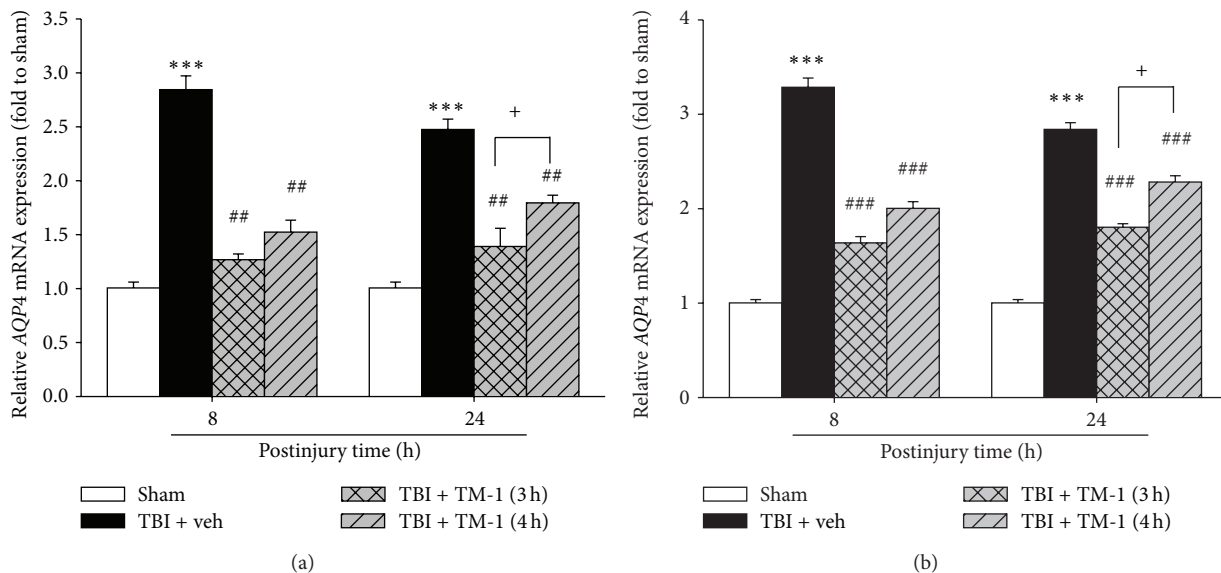 Relative AQP4 mRNA expression (fold to sham)
3.5
3.0
2.5
2.0
1.5
1.0
0.5
0.0
***
##
##
***
+
##
##
8
24
Postinjury time (h)
Sham
TBI + veh
TBI + TM-1 (3 h)
TBI + TM-1 (4 h)
(a)
Relative AQP4 mRNA expression (fold to sham)
4
3
2
1
0
***
###
###
***
+
###
###
8
24
Postinjury time (h)
Sham
TBI + veh
TBI + TM-1 (3 h)
TBI + TM-1 (4 h)
(b)